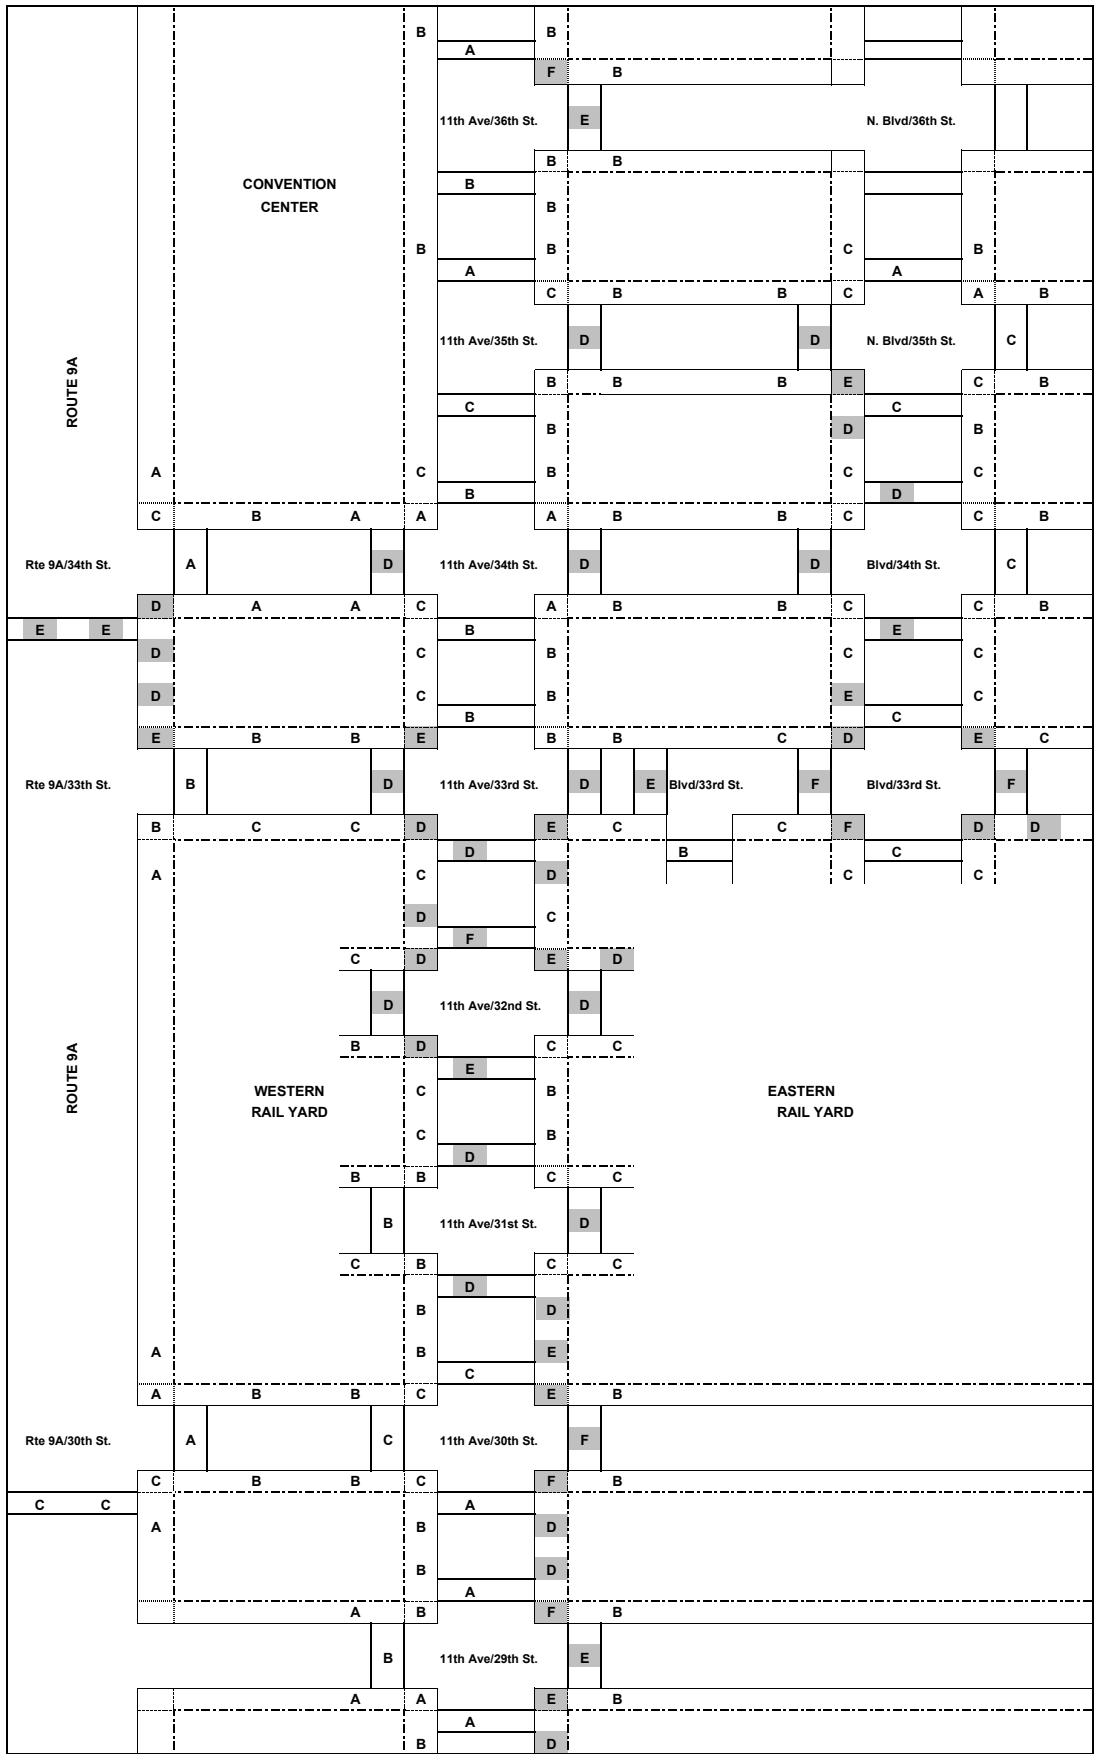 B B
A
F B
11th Ave/36th St. E N. Blvd/36th St.
B B
CONVENTION B
CENTER B
B B C B
A A
C B B C A B
11th Ave/35th St. D D N. Blvd/35th St. C
ROUTE 9A
B B B E C B
C C
B D B
A C B C C
B D
C B A A A B B C C B
Rte 9A/34th St. A D 11th Ave/34th St. D D Blvd/34th St. C
D A A C A B B C C B
E E B E
D C B C C
D C B E C
B C
E B B E B B C D E C
Rte 9A/33th St. B D 11th Ave/33rd St. D E Blvd/33rd St. F Blvd/33rd St. F
B C C D E C C F D D
D B C
A C D C C
D C
F
C D E D
D 11th Ave/32nd St. D
B D C C
ROUTE 9A
E
WESTERN C B EASTERN
RAIL YARD RAIL YARD
C B
D
B B C C
B 11th Ave/31st St. D
C B C C
D
B D
A B E
C
A B B C E B
Rte 9A/30th St. A C 11th Ave/30th St. F
C B B C F B
C C A
A B D
B D
A
A B F B
B 11th Ave/29th St. E
A A E B
A
B D